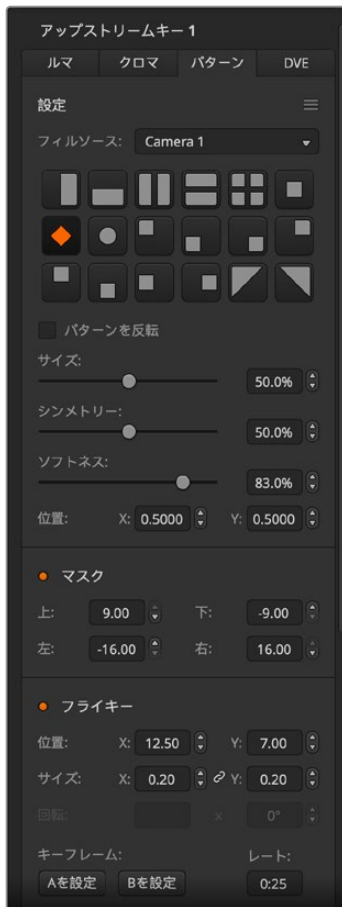 アップストリームキー 1
ルマ クロマ パターン DVE
設定
フィルソース: Camera 1
パターンを反転
サイズ:
50.0%
シンメトリー:
50.0%
ソフトネス:
83.0%
位置: X: 0.5000 Y: 0.5000
マスク
上: 9.00 下: -9.00
左: -16.00 右: 16.00
フライキー
位置: X: 12.50 Y: 7.00
サイズ: X: 0.20 Y: 0.20
回転: x 0°
キーフレーム: レート:
Aを設定 Bを設定 0:25